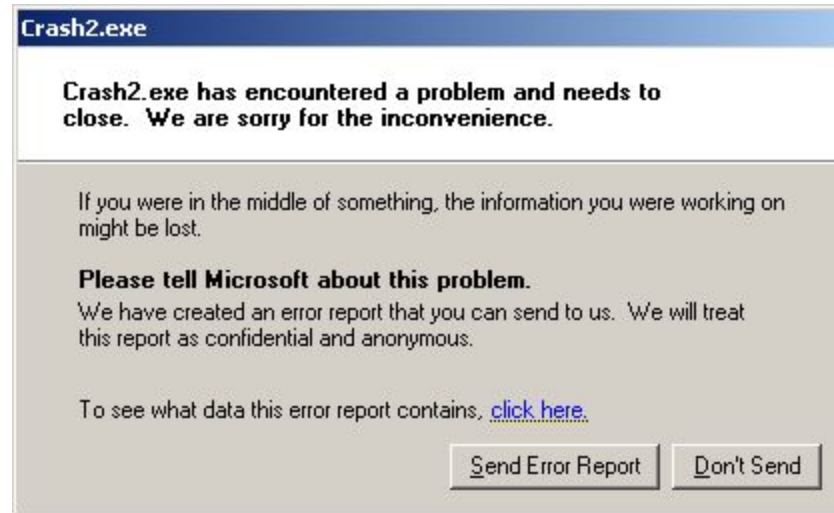 Crash2.exe
Crash2.exe has encountered a problem and needs to
close.  We are sorry for the inconvenience.
If you were in the middle of something, the information you were working on
might be lost.
Please tell Microsoft about this problem.
We have created an error report that you can send to us.  We will treat
this report as confidential and anonymous.
To see what data this error report contains, click here.
Send Error Report
Don't Send